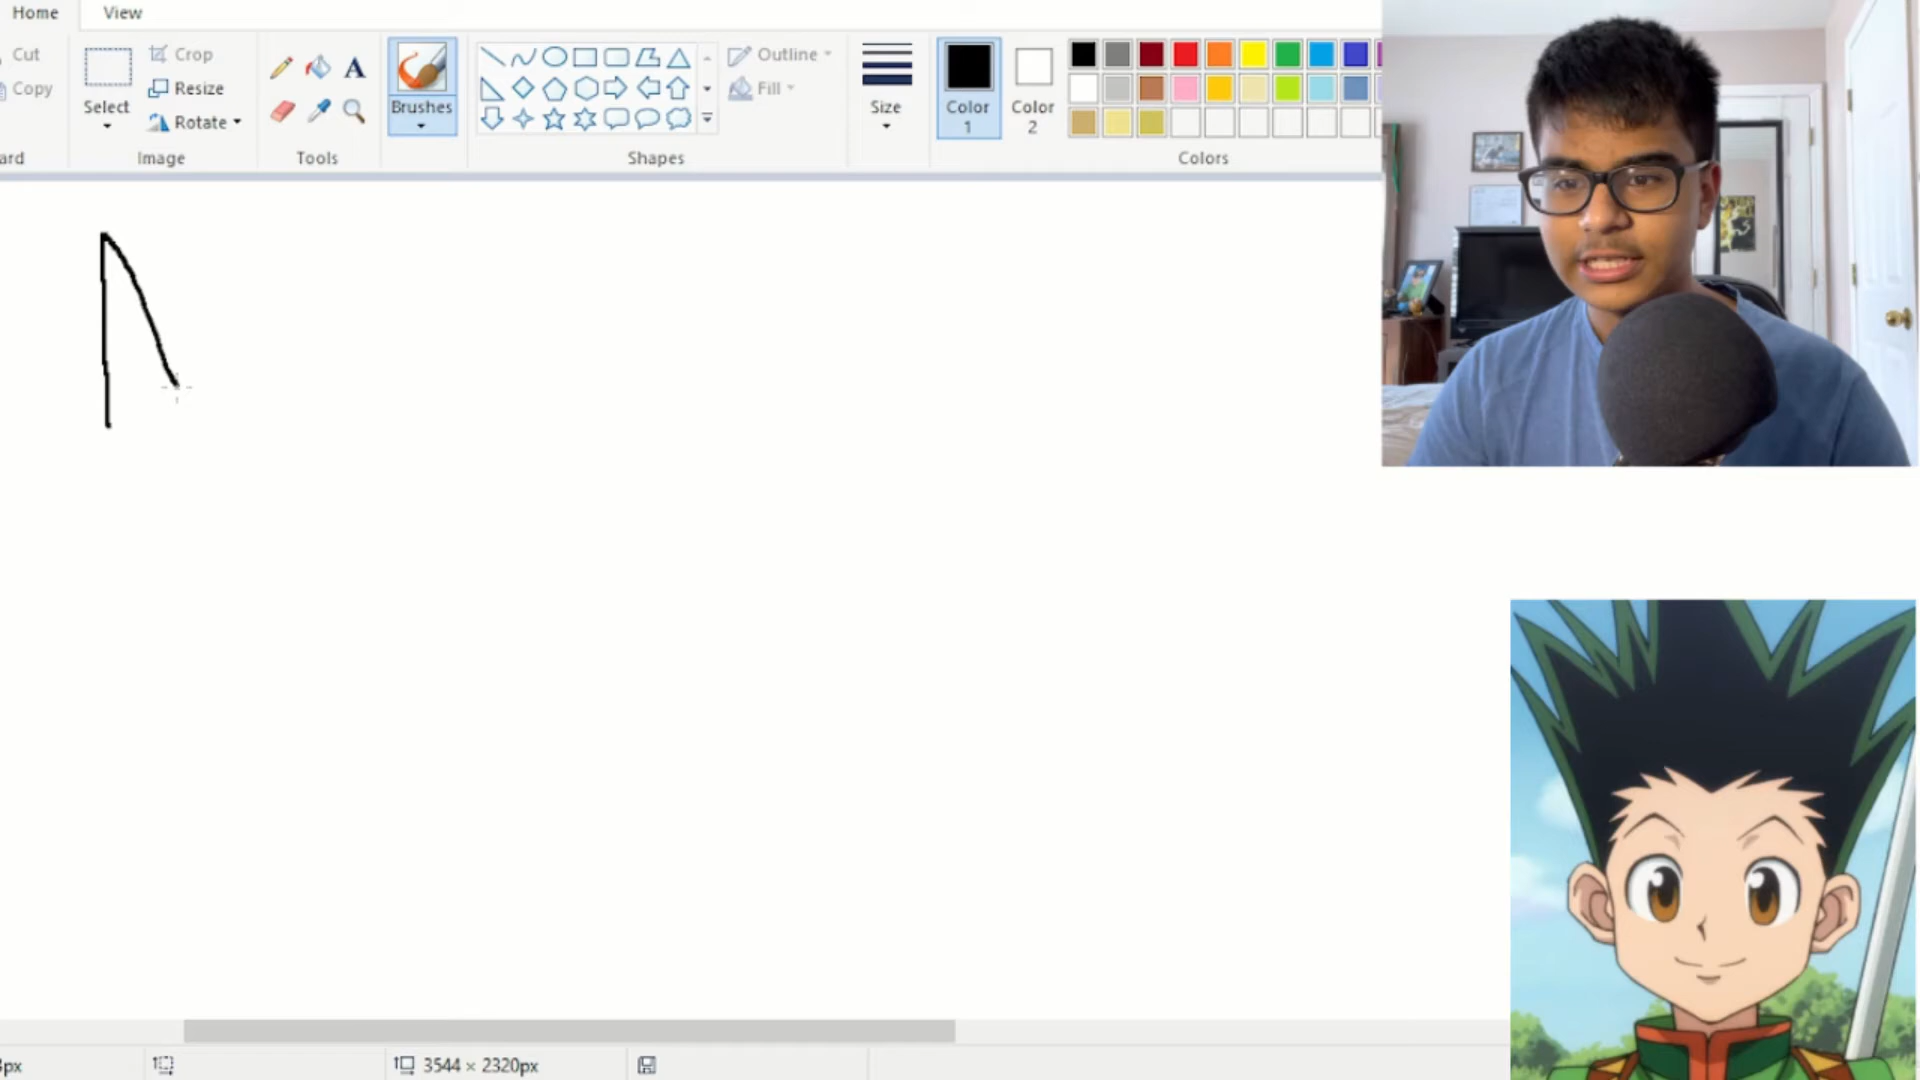 Home View
Cut
Copy
Select
Crop
Resize
Rotate
Brushes
Outline
Fill
Size
Color
1
Color
2
ard
Image
Tools
Shapes
Colors
px
3544 × 2320px